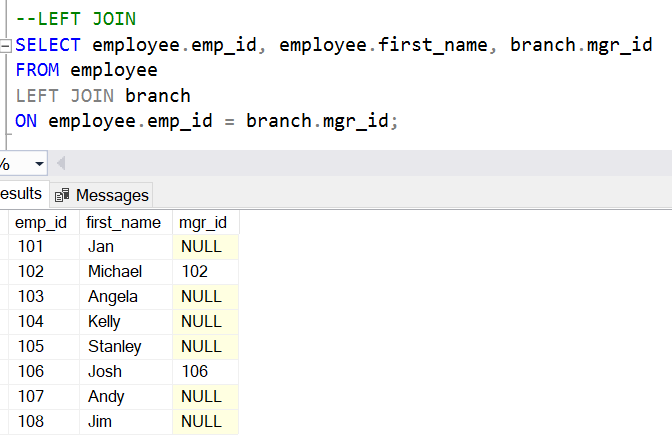 --LEFT JOIN
SELECT employee.emp_id, employee.first_name, branch.mgr_id
FROM employee
LEFT JOIN branch
ON employee.emp_id = branch.mgr_id;
%
esults Messages
emp_id first_name mgr_id
101 Jan NULL
102 Michael 102
103 Angela NULL
104 Kelly NULL
105 Stanley NULL
106 Josh 106
107 Andy NULL
108 Jim NULL